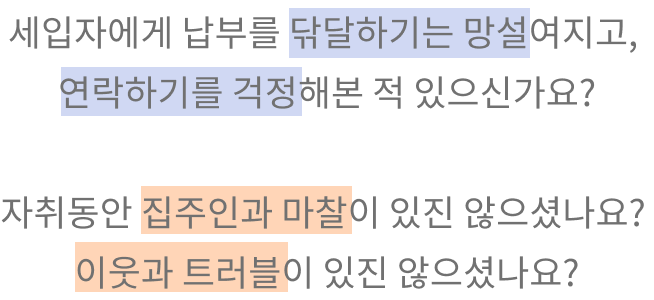 세입자에게 납부를 닦달하기는 망설여지고,
연락하기를 걱정해본 적 있으신가요?
자취동안 집주인과 마찰이 있진 않으셨나요?
이웃과 트러블이 있진 않으셨나요?